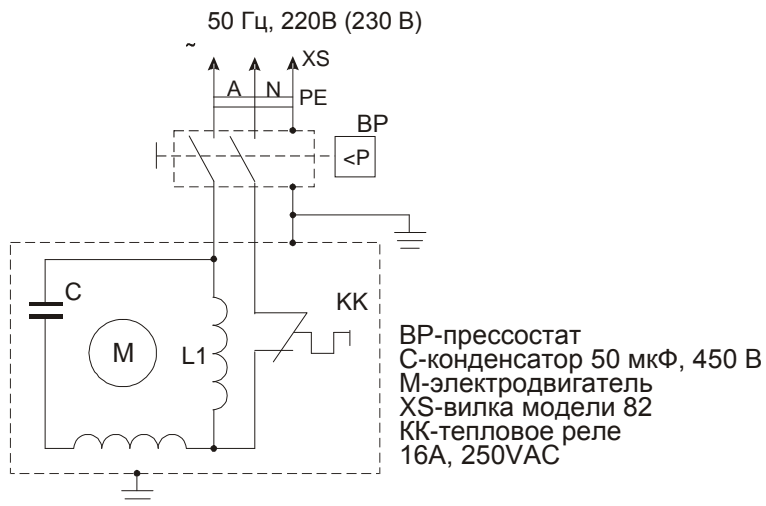 50 Гц, 220В (230 В)
~
XS
A N
PE
BP
<P
C
KK
M
L1
ВР-прессостат
С-конденсатор 50 мкФ, 450 В
М-электродвигатель
XS-вилка модели 82
КК-тепловое реле
16А, 250VAC